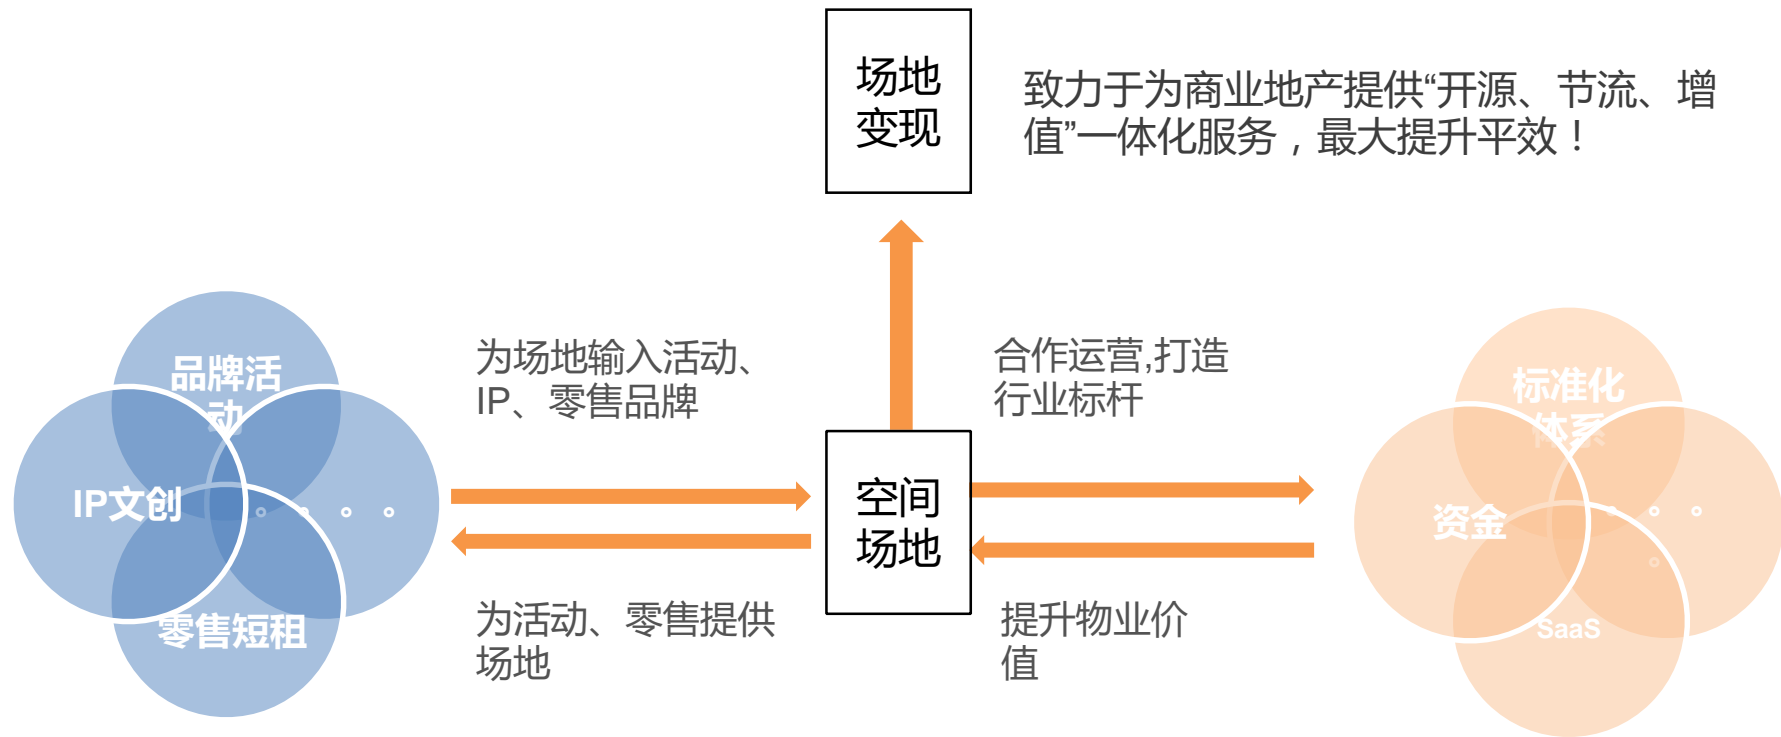 场地
变现
致力于为商业地产提供“开源、节流、增
值”一体化服务，最大提升平效！
品牌活
动
IP文创
。。。。
零售短租
为场地输入活动、
IP、零售品牌
为活动、零售提供
场地
空间
场地
合作运营,打造
行业标杆
提升物业价
值
标准化
体系
资金
。。。
。
SaaS